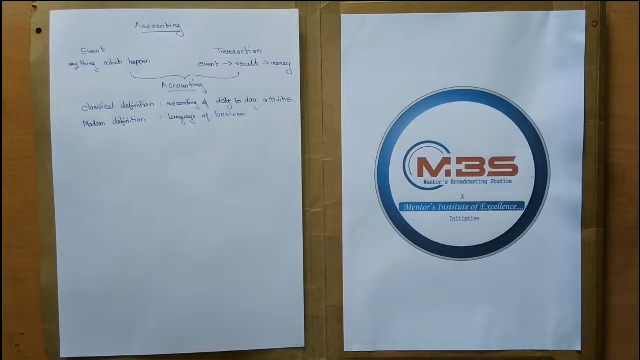 Accounting
Event
Transaction
anything which happen
event → result → money
Accounting
Classical definition : recording of day to day activities.
Modern definition : Language of business.
MBS
Mentor's Broadcasting Studios
A
Mentor's Institute of Excellence...
Initiative